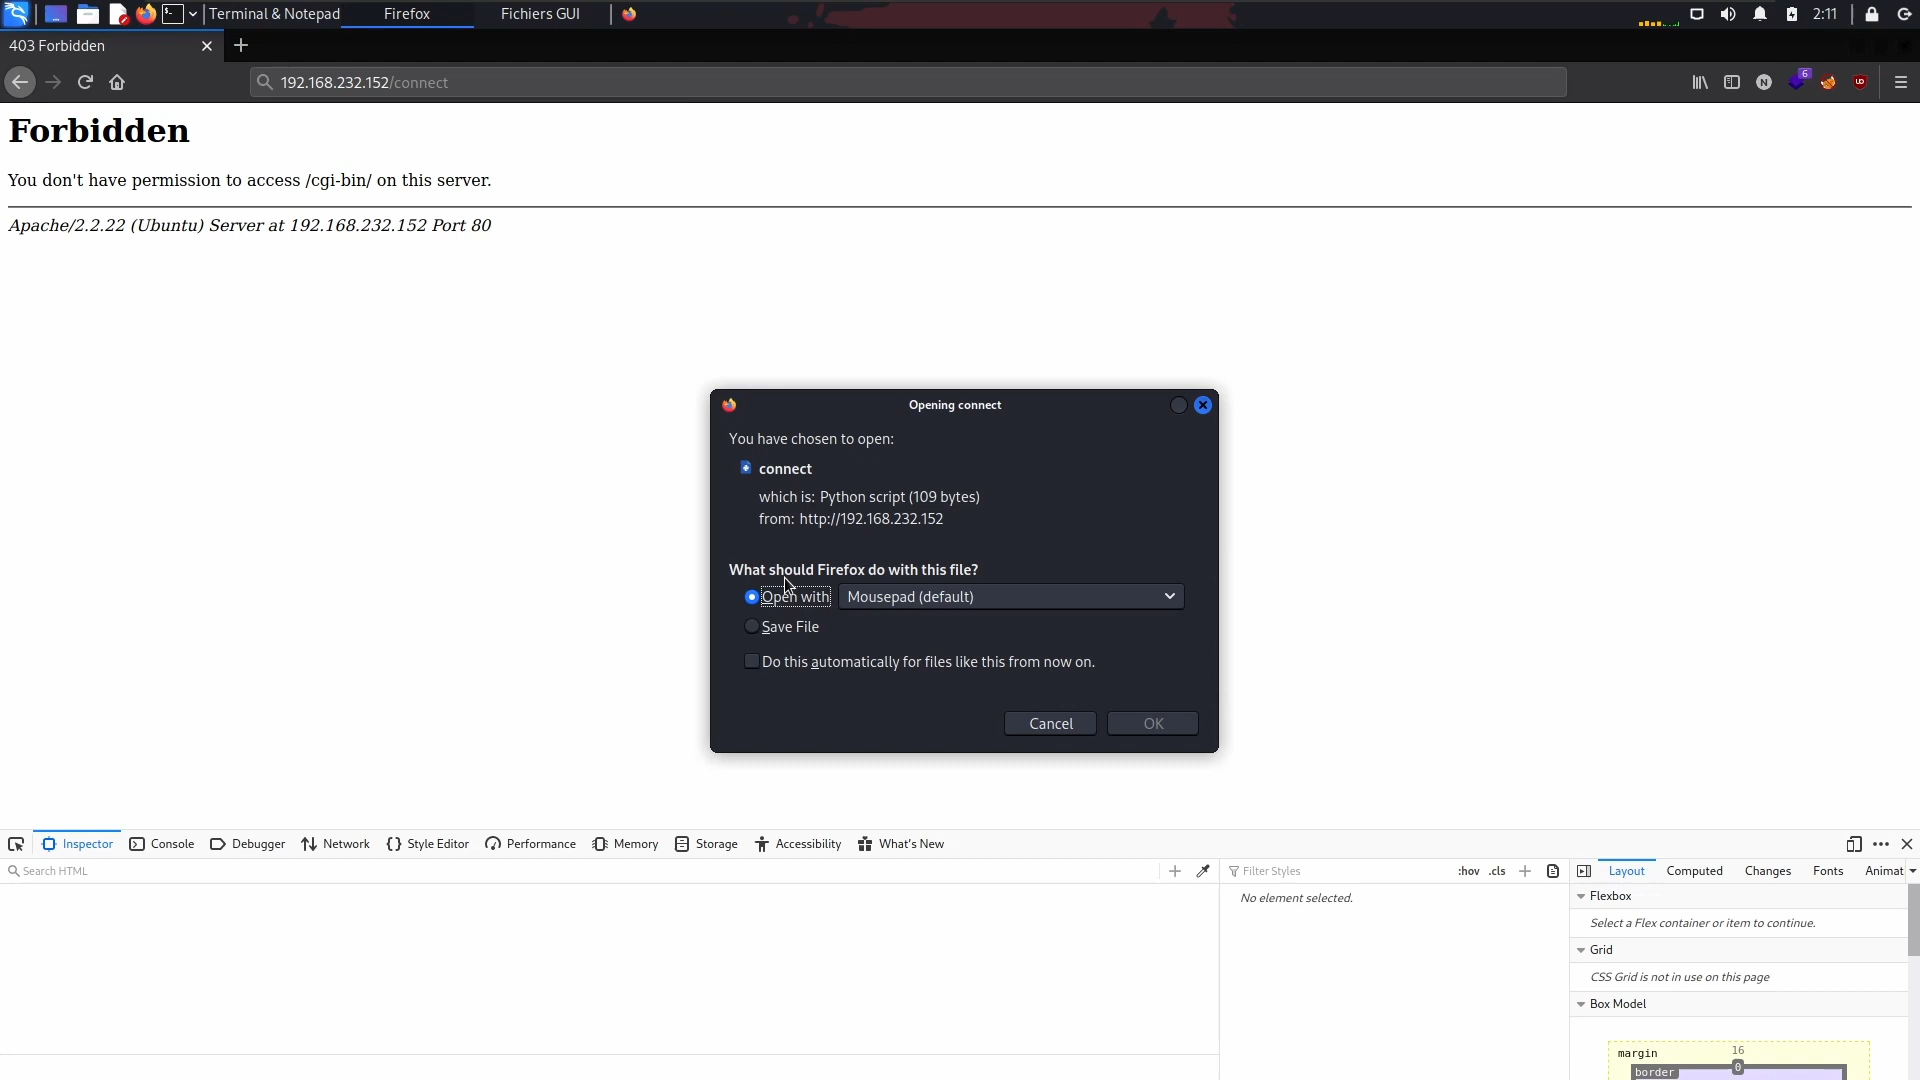 Terminal & Notepad Firefox Fichiers GUI 2:11
403 Forbidden
192.168.232.152/connect
N 6 UD
Forbidden
You don't have permission to access /cgi-bin/ on this server.
Apache/2.2.22 (Ubuntu) Server at 192.168.232.152 Port 80
Opening connect
You have chosen to open:
connect
which is: Python script (109 bytes)
from: http://192.168.232.152
What should Firefox do with this file?
Open with Mousepad (default)
Save File
Do this automatically for files like this from now on.
Cancel OK
Inspector Console Debugger Network Style Editor Performance Memory Storage Accessibility What's New
Search HTML Filter Styles :hov .cls Layout Computed Changes Fonts Animat
No element selected.
Flexbox
Select a Flex container or item to continue.
Grid
CSS Grid is not in use on this page
Box Model
margin 16
border 0